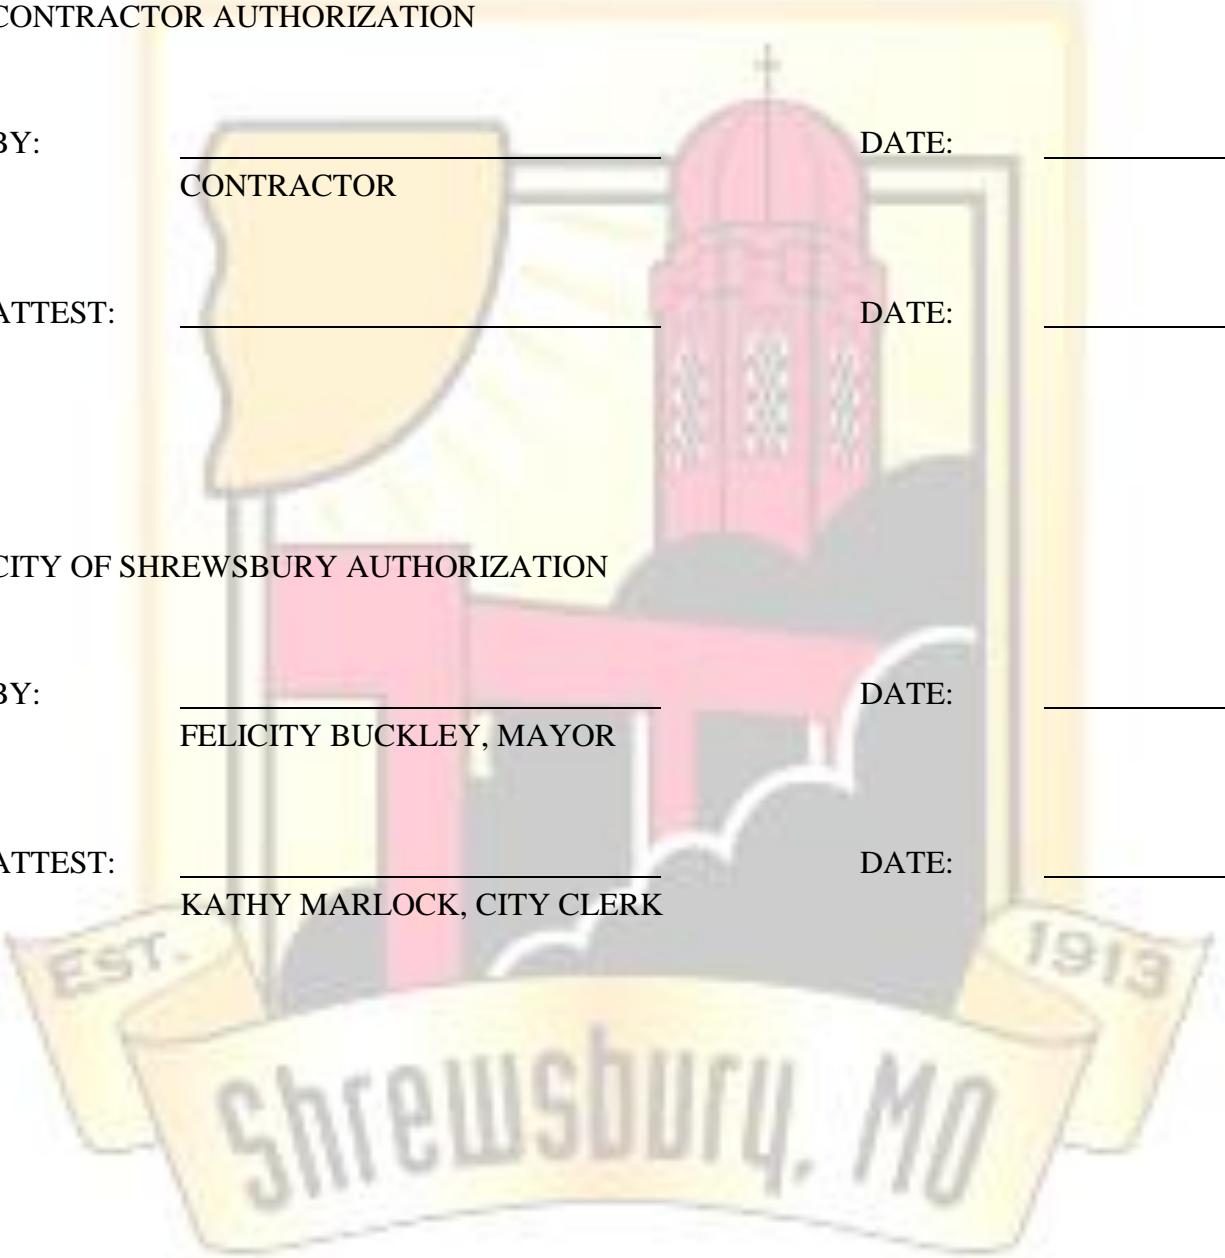 CONTRACTOR AUTHORIZATION
BY: DATE:
CONTRACTOR
ATTEST: DATE:
CITY OF SHREWSBURY AUTHORIZATION
BY: DATE:
FELICITY BUCKLEY, MAYOR
ATTEST: DATE:
KATHY MARLOCK, CITY CLERK
EST. 1913
Shrewsbury, MO